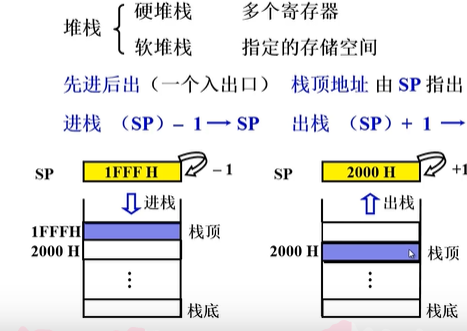 堆栈 硬堆栈 多个寄存器
软堆栈 指定的存储空间
先进后出（一个入出口） 栈顶地址 由 SP 指出
进栈 （SP）– 1 → SP 出栈 （SP）+ 1 →
SP 1FFF H – 1 SP 2000 H +1
进栈 出栈
1FFFH 栈顶
2000 H 2000 H 栈顶
⋮ ⋮
栈底 栈底